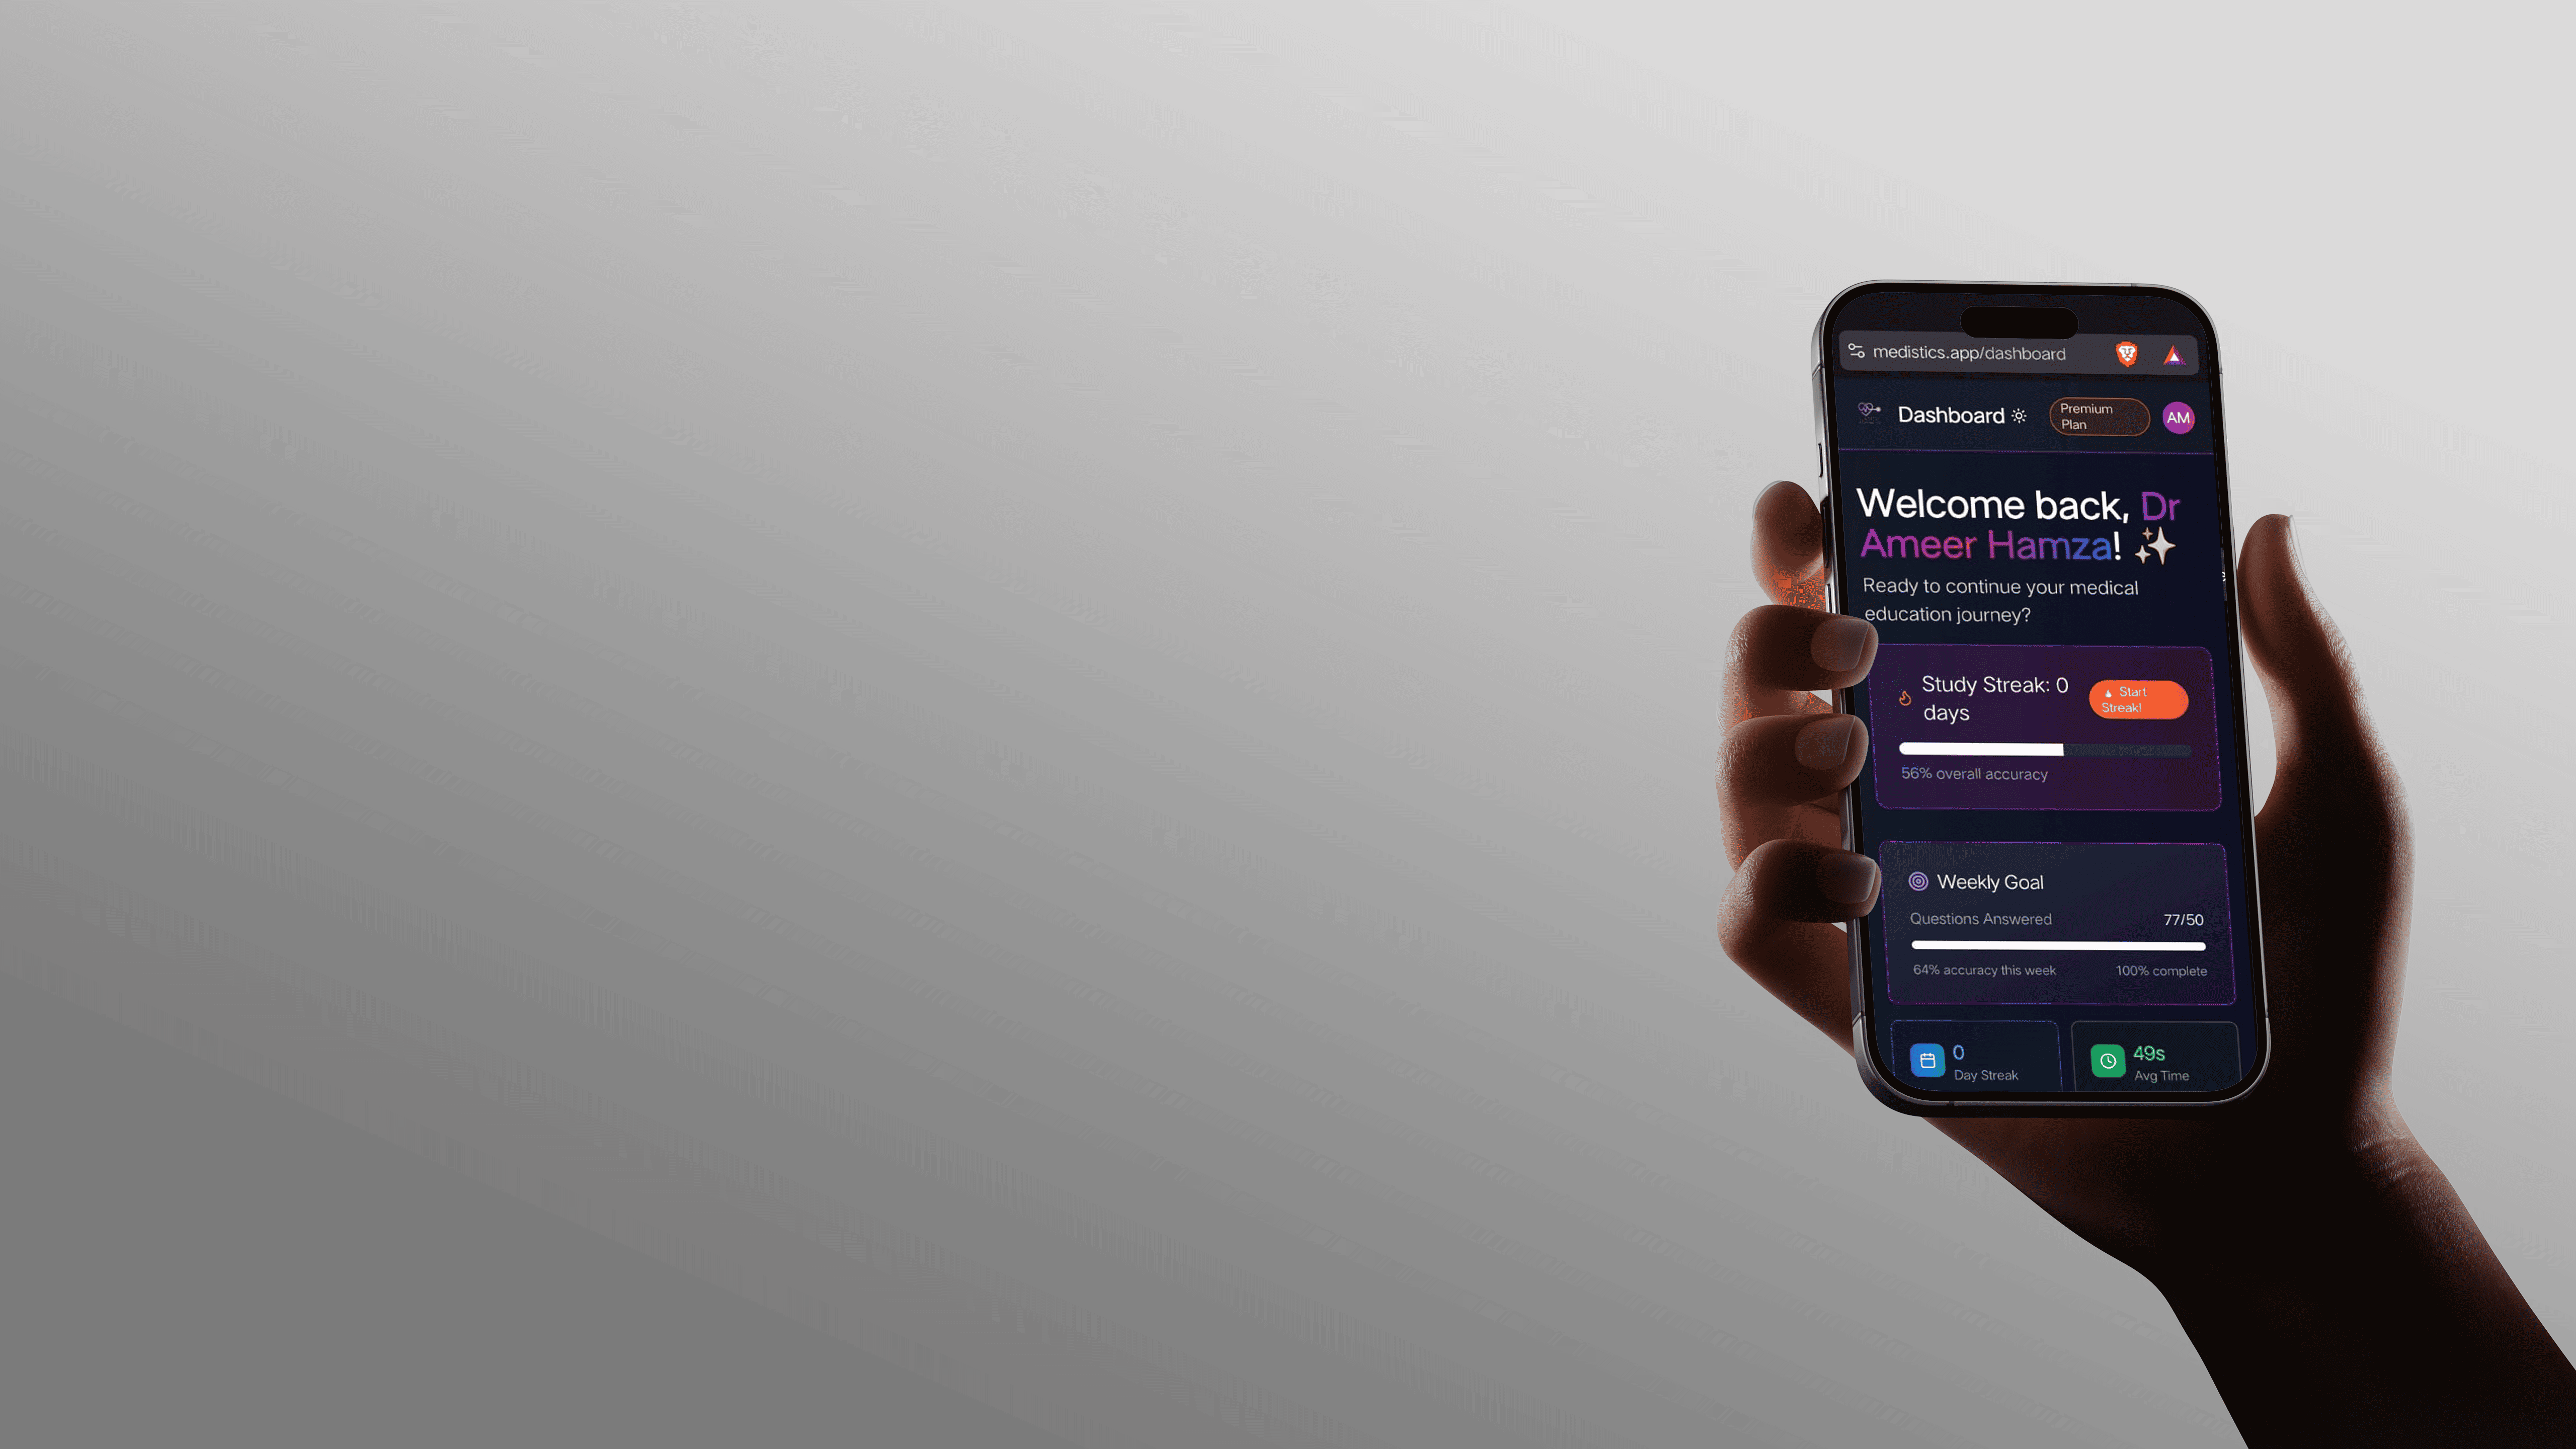 medistics.app/dashboard
Dashboard
Premium
Plan
AM
Welcome back, Dr
Ameer Hamza! ✨
Ready to continue your medical
education journey?
Study Streak: 0
days
Start
Streak!
56% overall accuracy
Weekly Goal
Questions Answered
77/50
64% accuracy this week
100% complete
0
Day Streak
49s
Avg Time